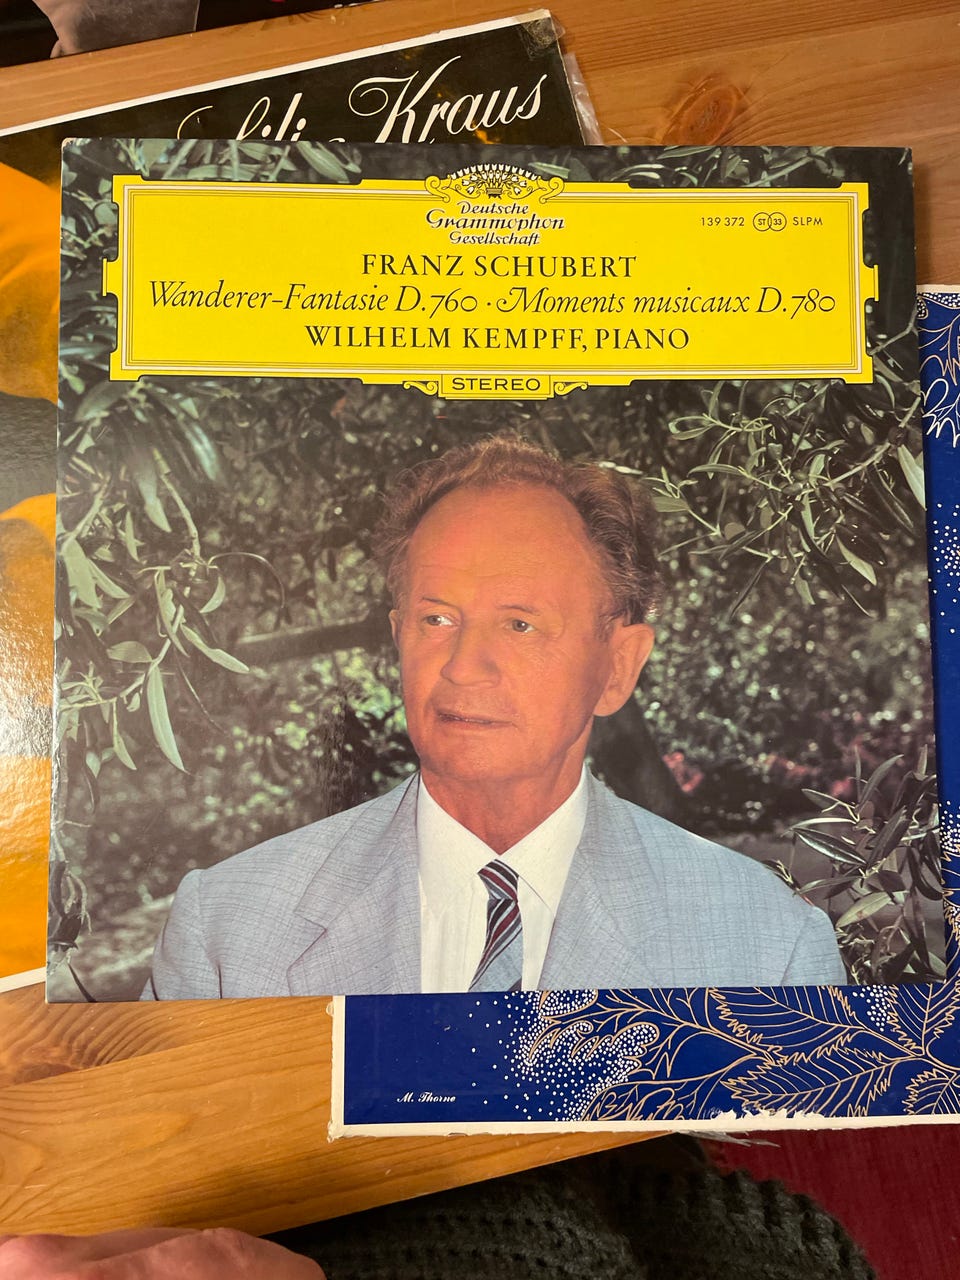 Lili Kraus
Deutsche
Grammophon
Gesellschaft
139 372 ST 33 SLPM
FRANZ SCHUBERT
Wanderer-Fantasie D.760 · Moments musicaux D.780
WILHELM KEMPFF, PIANO
STEREO
M. Thorne